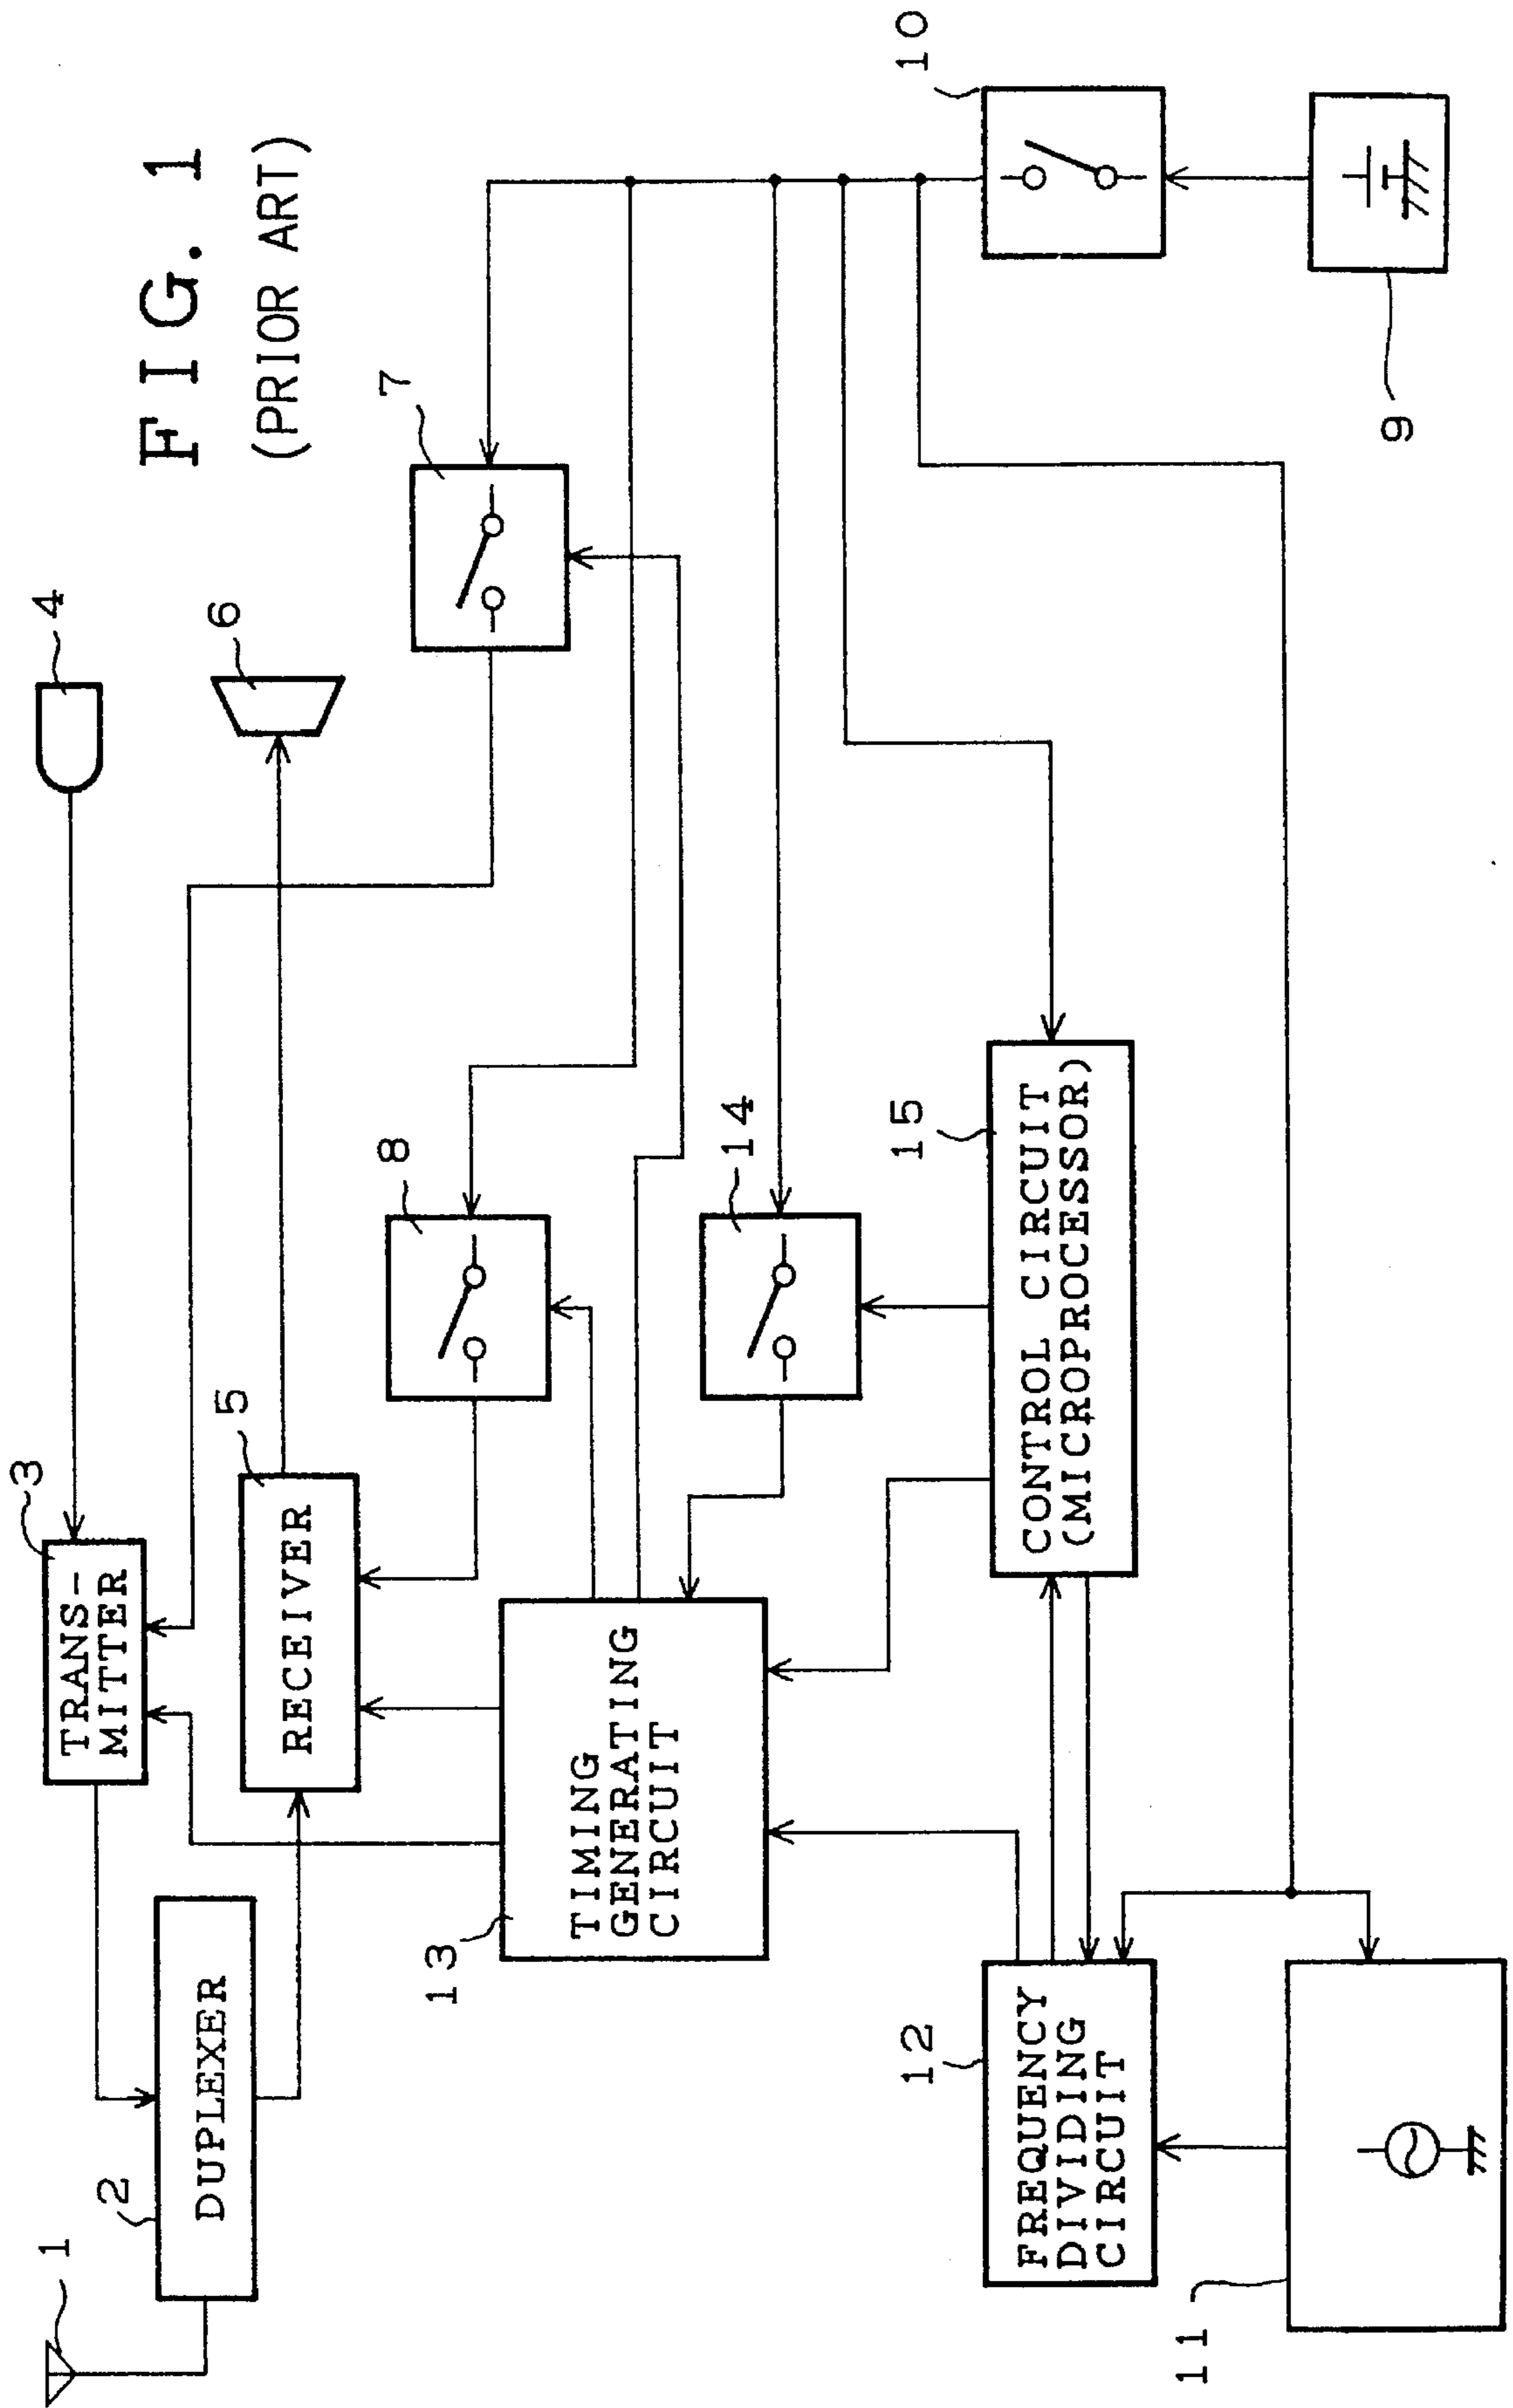 FIG. 1
(PRIOR ART)
1
2
DUPLEXER
3
TRANS-
MITTER
4
5
RECEIVER
6
7
8
13
TIMING
GENERATING
CIRCUIT
14
10
9
12
FREQUENCY
DIVIDING
CIRCUIT
15
CONTROL CIRCUIT
(MICROPROCESSOR)
11